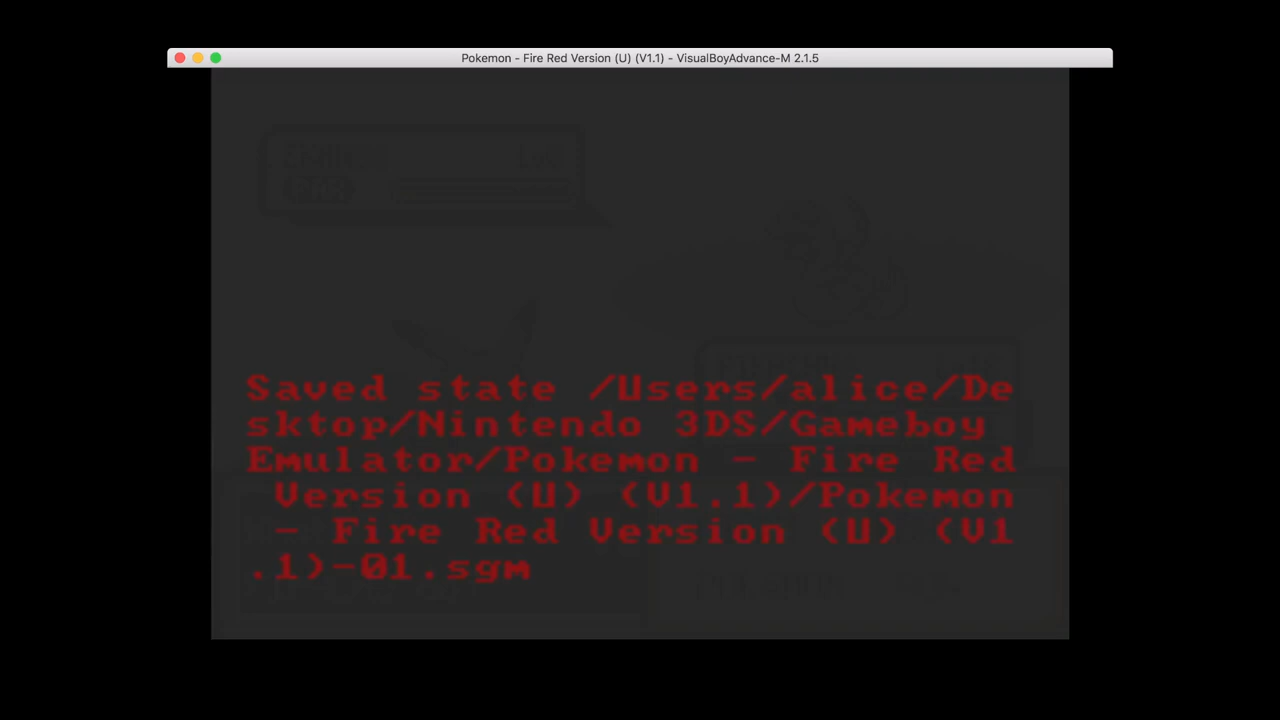 Pokemon - Fire Red Version (U) (V1.1) - VisualBoyAdvance-M 2.1.5
Saved state /Users/alice/De
sktop/Nintendo 3DS/Gameboy
Emulator/Pokemon - Fire Red
Version (U) (V1.1)/Pokemon
- Fire Red Version (U) (V1
.1)-01.sgm